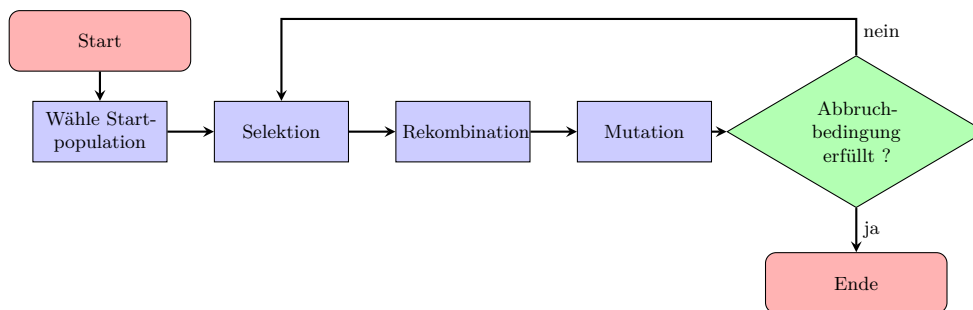 Start
Wähle Start-
population
Selektion
Rekombination
Mutation
Abbruch-
bedingung
erfüllt ?
nein
ja
Ende